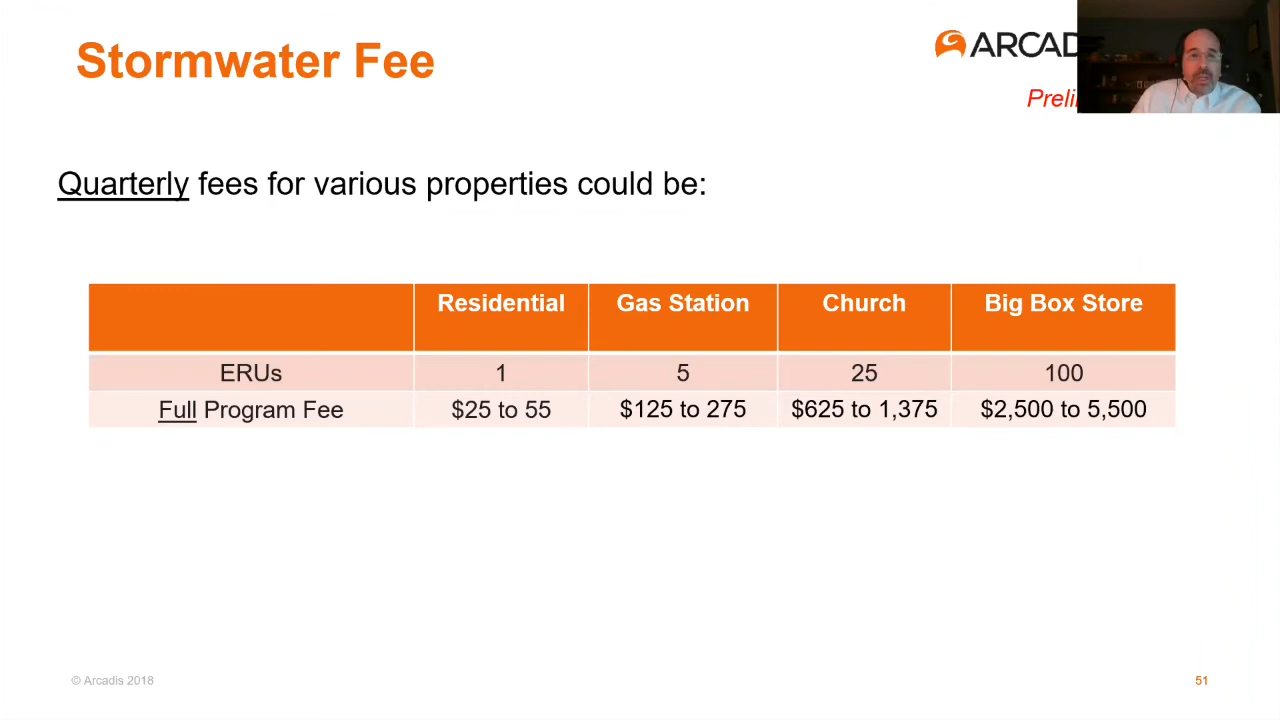 Stormwater Fee
Quarterly fees for various properties could be:
Residential Gas Station Church Big Box Store
ERUs 1 5 25 100
Full Program Fee $25 to 55 $125 to 275 $625 to 1,375 $2,500 to 5,500
© Arcadis 2018
51